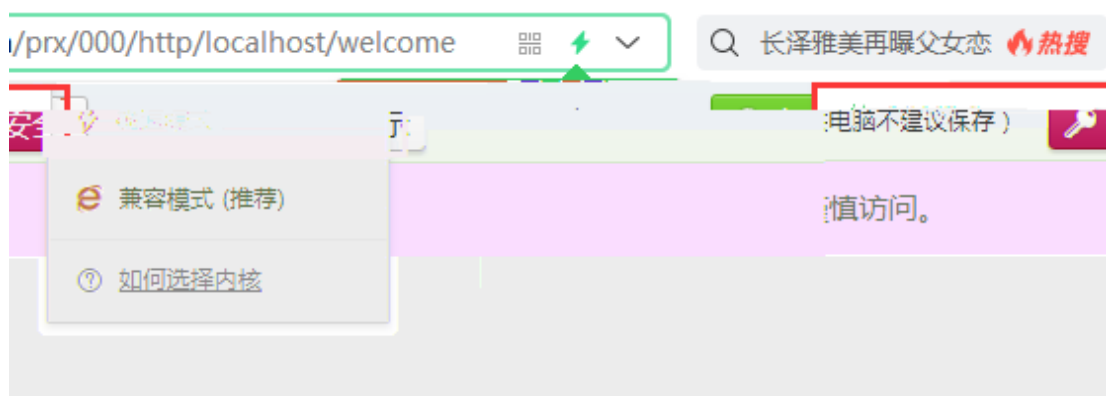 /prx/000/http/localhost/welcome
长泽雅美再曝父女恋 热搜
电脑不建议保存）
兼容模式 (推荐)
慎访问。
如何选择内核